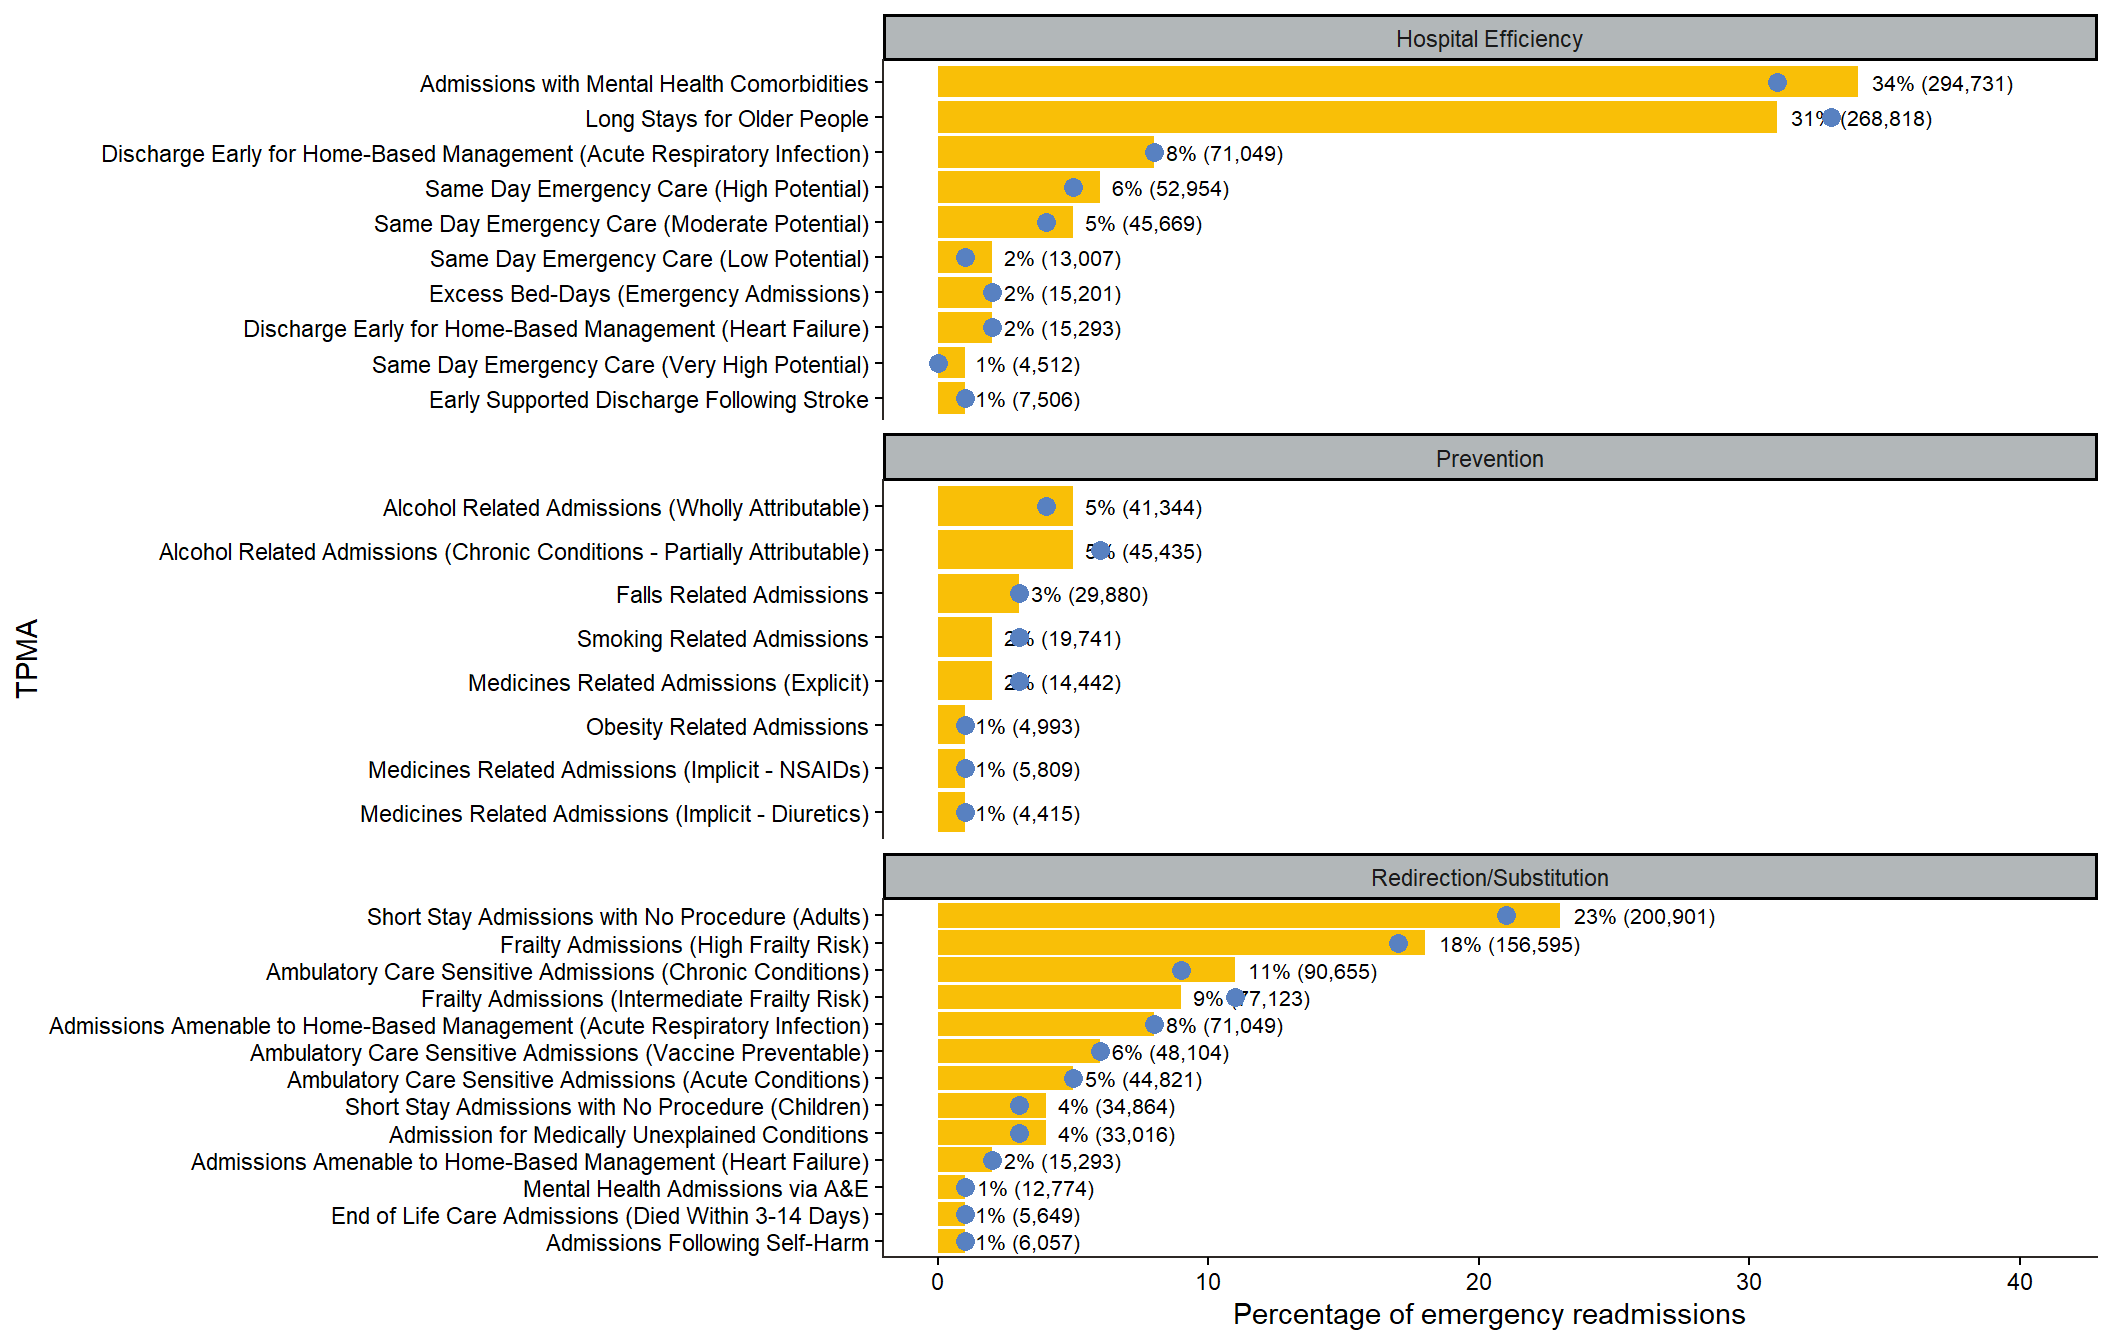 Hospital Efficiency
Admissions with Mental Health Comorbidities 34% (294,731)
Long Stays for Older People 31% (268,818)
Discharge Early for Home-Based Management (Acute Respiratory Infection) 8% (71,049)
Same Day Emergency Care (High Potential) 6% (52,954)
Same Day Emergency Care (Moderate Potential) 5% (45,669)
Same Day Emergency Care (Low Potential) 2% (13,007)
Excess Bed-Days (Emergency Admissions) 2% (15,201)
Discharge Early for Home-Based Management (Heart Failure) 2% (15,293)
Same Day Emergency Care (Very High Potential) 1% (4,512)
Early Supported Discharge Following Stroke 1% (7,506)
Prevention
Alcohol Related Admissions (Wholly Attributable) 5% (41,344)
Alcohol Related Admissions (Chronic Conditions - Partially Attributable) 5% (45,435)
Falls Related Admissions 3% (29,880)
Smoking Related Admissions 2% (19,741)
Medicines Related Admissions (Explicit) 2% (14,442)
Obesity Related Admissions 1% (4,993)
Medicines Related Admissions (Implicit - NSAIDs) 1% (5,809)
Medicines Related Admissions (Implicit - Diuretics) 1% (4,415)
TPMA
Redirection/Substitution
Short Stay Admissions with No Procedure (Adults) 23% (200,901)
Frailty Admissions (High Frailty Risk) 18% (156,595)
Ambulatory Care Sensitive Admissions (Chronic Conditions) 11% (90,655)
Frailty Admissions (Intermediate Frailty Risk) 9% (77,123)
Admissions Amenable to Home-Based Management (Acute Respiratory Infection) 8% (71,049)
Ambulatory Care Sensitive Admissions (Vaccine Preventable) 6% (48,104)
Ambulatory Care Sensitive Admissions (Acute Conditions) 5% (44,821)
Short Stay Admissions with No Procedure (Children) 4% (34,864)
Admission for Medically Unexplained Conditions 4% (33,016)
Admissions Amenable to Home-Based Management (Heart Failure) 2% (15,293)
Mental Health Admissions via A&E 1% (12,774)
End of Life Care Admissions (Died Within 3-14 Days) 1% (5,649)
Admissions Following Self-Harm 1% (6,057)
0 10 20 30 40
Percentage of emergency readmissions